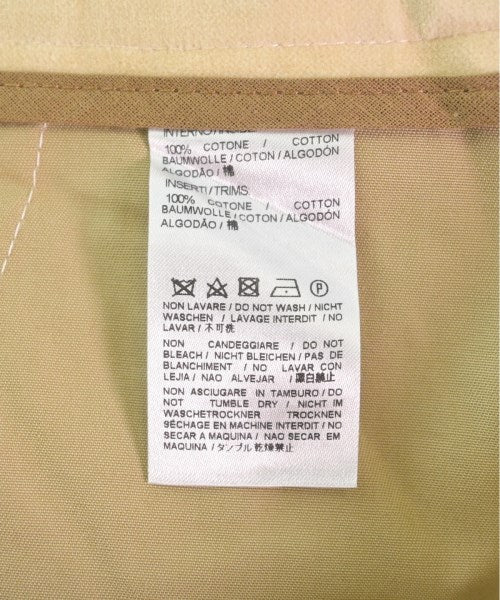 INTERNO/INSIDE:
100% COTONE / COTTON
BAUMWOLLE / COTON / ALGODÓN
ALGODÃO / 棉
INSERTI / TRIMS:
100% COTONE / COTTON
BAUMWOLLE / COTON / ALGODÓN
ALGODÃO / 棉
P
NON LAVARE / DO NOT WASH / NICHT
WASCHEN / LAVAGE INTERDIT / NO
LAVAR / 不可洗
NON CANDEGGIARE / DO NOT
BLEACH / NICHT BLEICHEN / PAS DE
BLANCHIMENT / NO LAVAR CON
LEJIA / NAO ALVEJAR / 漂白禁止
NON ASCIUGARE IN TAMBURO / DO
NOT TUMBLE DRY / NICHT IM
WASCHETROCKNER TROCKNEN
SÉCHAGE EN MACHINE INTERDIT / NO
SECAR A MAQUINA / NAO SECAR EM
MAQUINA / タンブル乾燥禁止